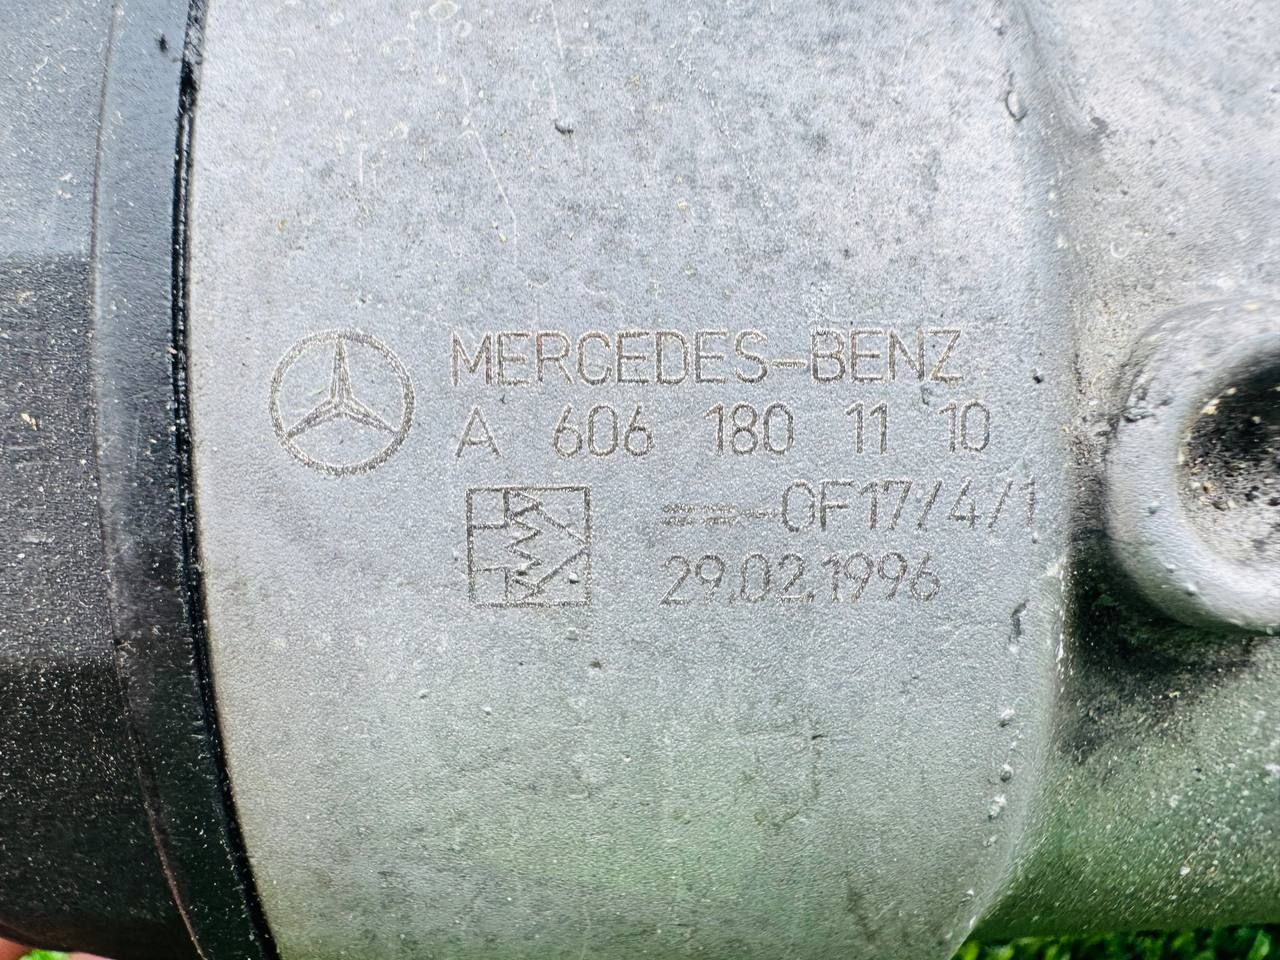 MERCEDES-BENZ
A 606 180 11 10
==-OF17/4/1
29.02.1996